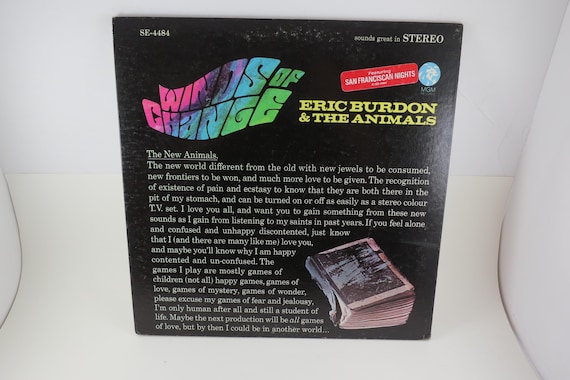 SE-4484
sounds great in STEREO
WINDS OF
CHANGE
Featuring
SAN FRANCISCAN NIGHTS
MGM
ERIC BURDON
& THE ANIMALS
The New Animals.
The new world different from the old with new jewels to be consumed,
new frontiers to be won, and much more love to be given. The recognition
of existence of pain and ecstasy to know that they are both there in the
pit of my stomach, and can be turned on or off as easily as a stereo colour
T.V. set. I love you all, and want you to gain something from these new
sounds as I gain from listening to my saints in past years. If you feel alone
and confused and unhappy discontented, just know
that I (and there are many like me) love you,
and maybe you'll know why I am happy
contented and un-confused. The
games I play are mostly games of
children (not all) happy games, games of
love, games of mystery, games of wonder,
please excuse my games of fear and jealousy,
I'm only human after all and still a student of
life. Maybe the next production will be all games
of love, but by then I could be in another world...